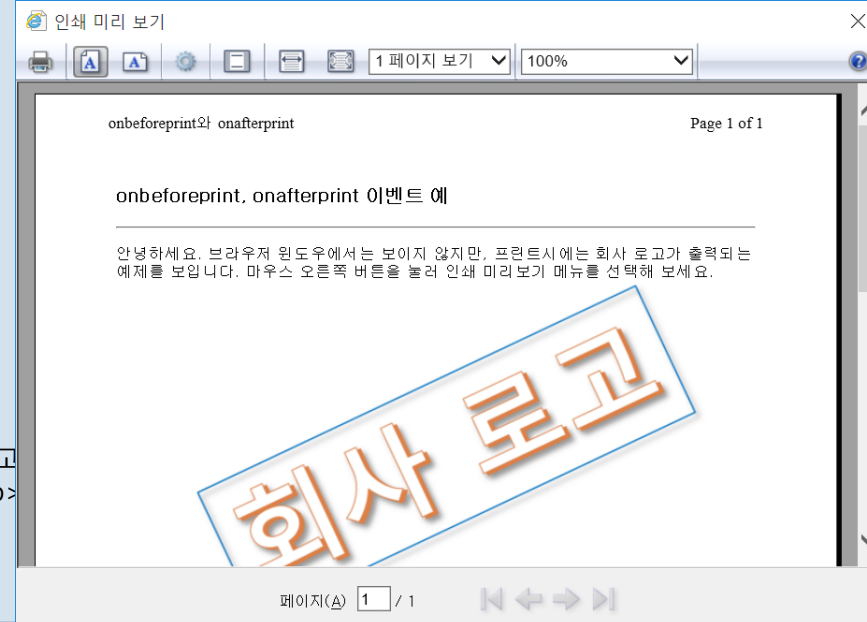 인쇄 미리 보기
1 페이지 보기
100%
onbeforeprint와 onafterprint
Page 1 of 1
onbeforeprint, onafterprint 이벤트 예
안녕하세요. 브라우저 윈도우에서는 보이지 않지만, 프린트시에는 회사 로고가 출력되는
예제를 보입니다. 마우스 오른쪽 버튼을 눌러 인쇄 미리보기 메뉴를 선택해 보세요.
회사 로고
고
페이지(A) 1 / 1